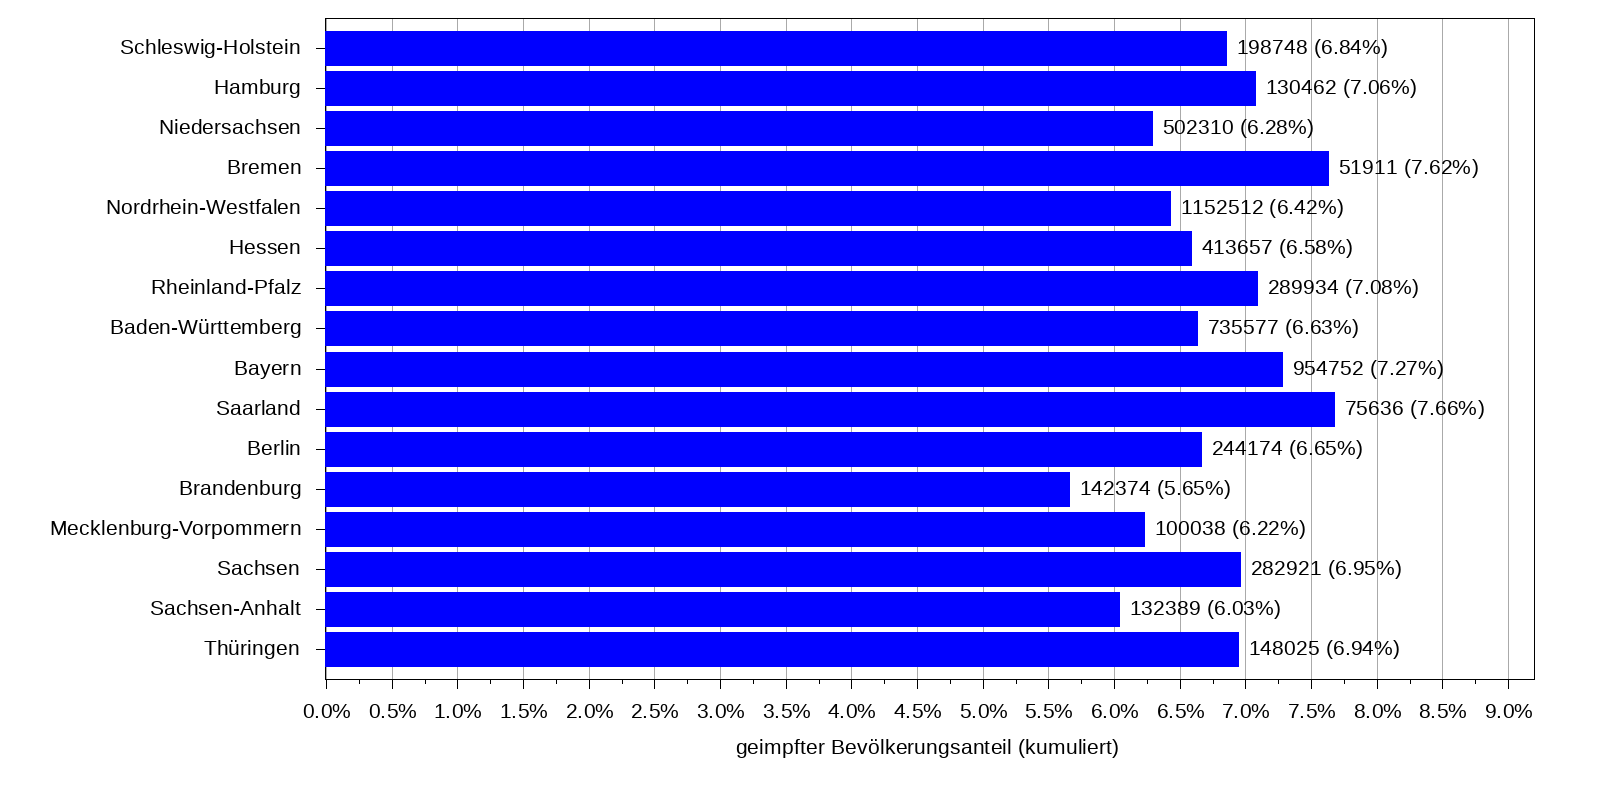 Schleswig-Holstein 198748 (6.84%)
Hamburg 130462 (7.06%)
Niedersachsen 502310 (6.28%)
Bremen 51911 (7.62%)
Nordrhein-Westfalen 1152512 (6.42%)
Hessen 413657 (6.58%)
Rheinland-Pfalz 289934 (7.08%)
Baden-Württemberg 735577 (6.63%)
Bayern 954752 (7.27%)
Saarland 75636 (7.66%)
Berlin 244174 (6.65%)
Brandenburg 142374 (5.65%)
Mecklenburg-Vorpommern 100038 (6.22%)
Sachsen 282921 (6.95%)
Sachsen-Anhalt 132389 (6.03%)
Thüringen 148025 (6.94%)
0.0% 0.5% 1.0% 1.5% 2.0% 2.5% 3.0% 3.5% 4.0% 4.5% 5.0% 5.5% 6.0% 6.5% 7.0% 7.5% 8.0% 8.5% 9.0%
geimpfter Bevölkerungsanteil (kumuliert)